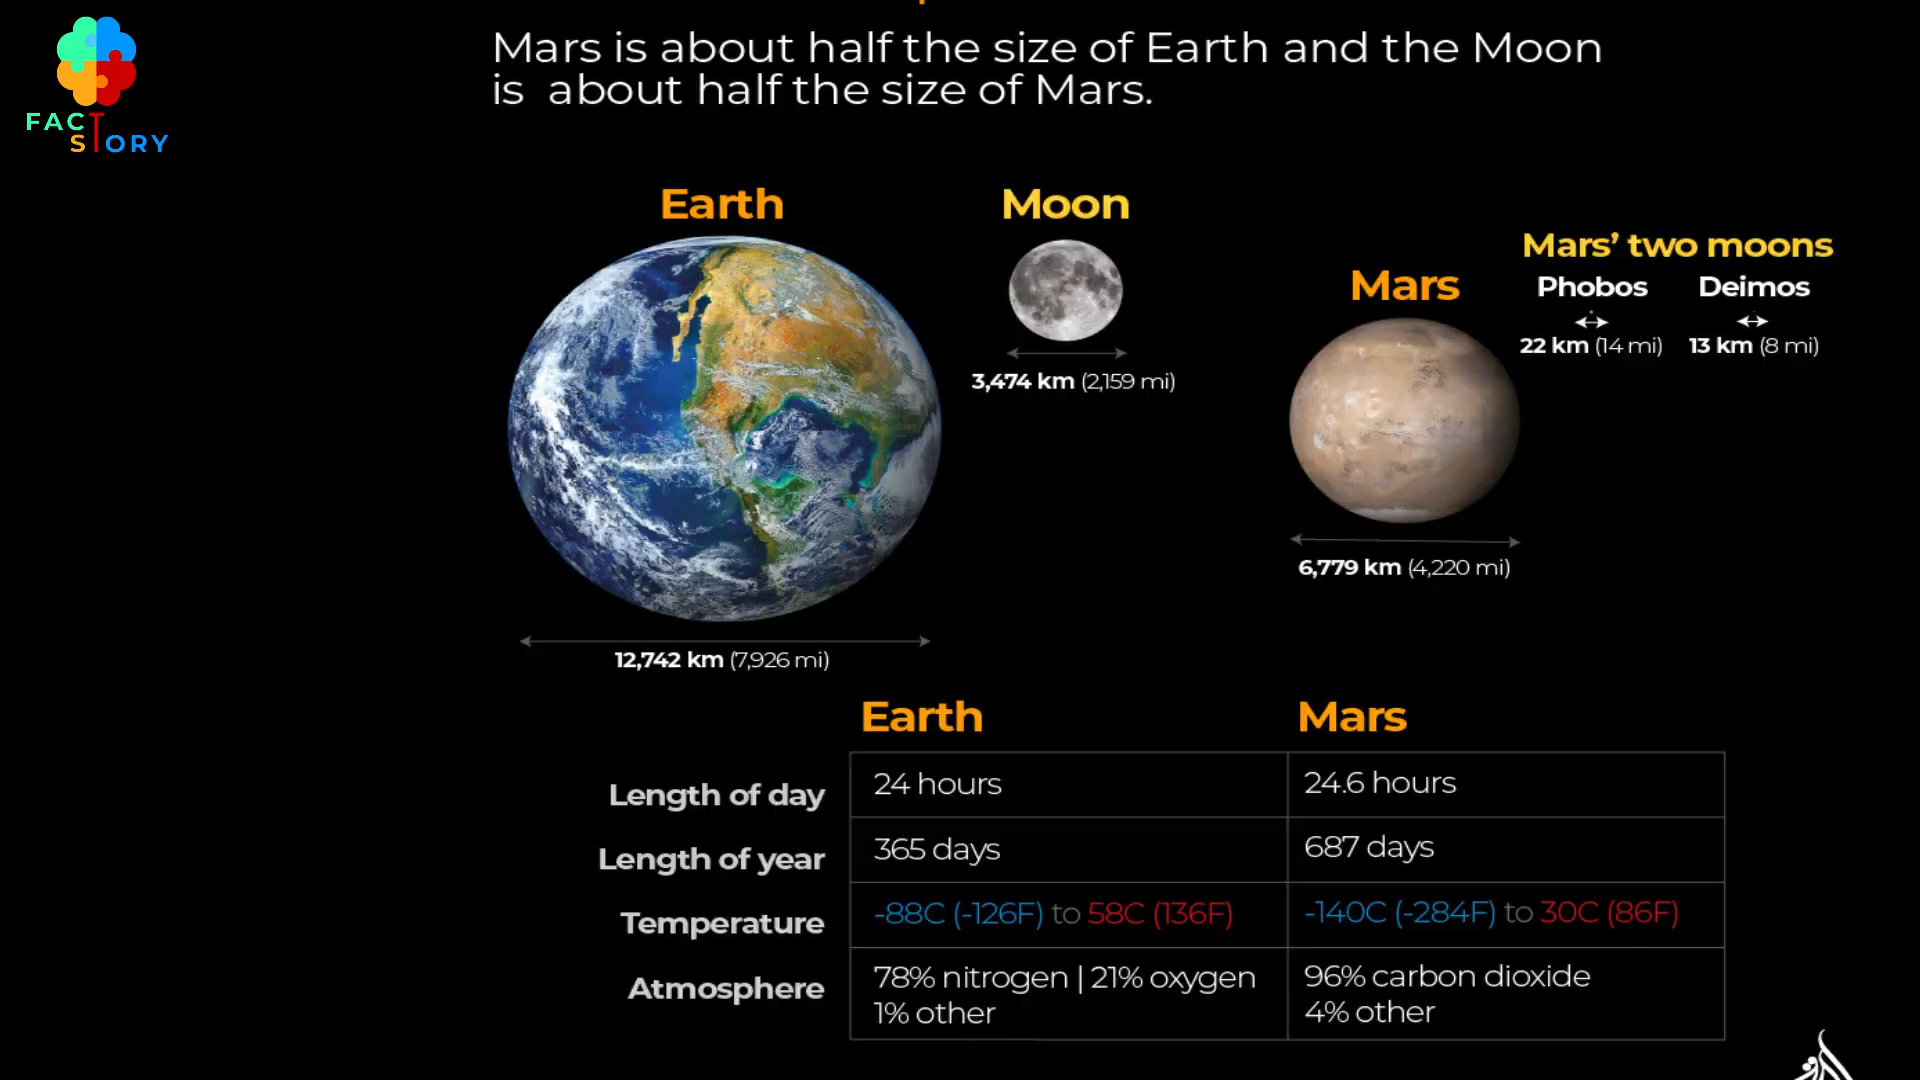 FACT
STORY
Mars is about half the size of Earth and the Moon
is about half the size of Mars.
Earth
12,742 km (7,926 mi)
Moon
3,474 km (2,159 mi)
Mars
6,779 km (4,220 mi)
Mars’ two moons
Phobos
22 km (14 mi)
Deimos
13 km (8 mi)
Earth Mars
Length of day 24 hours 24.6 hours
Length of year 365 days 687 days
Temperature -88C (-126F) to 58C (136F) -140C (-284F) to 30C (86F)
Atmosphere 78% nitrogen | 21% oxygen 96% carbon dioxide
1% other 4% other